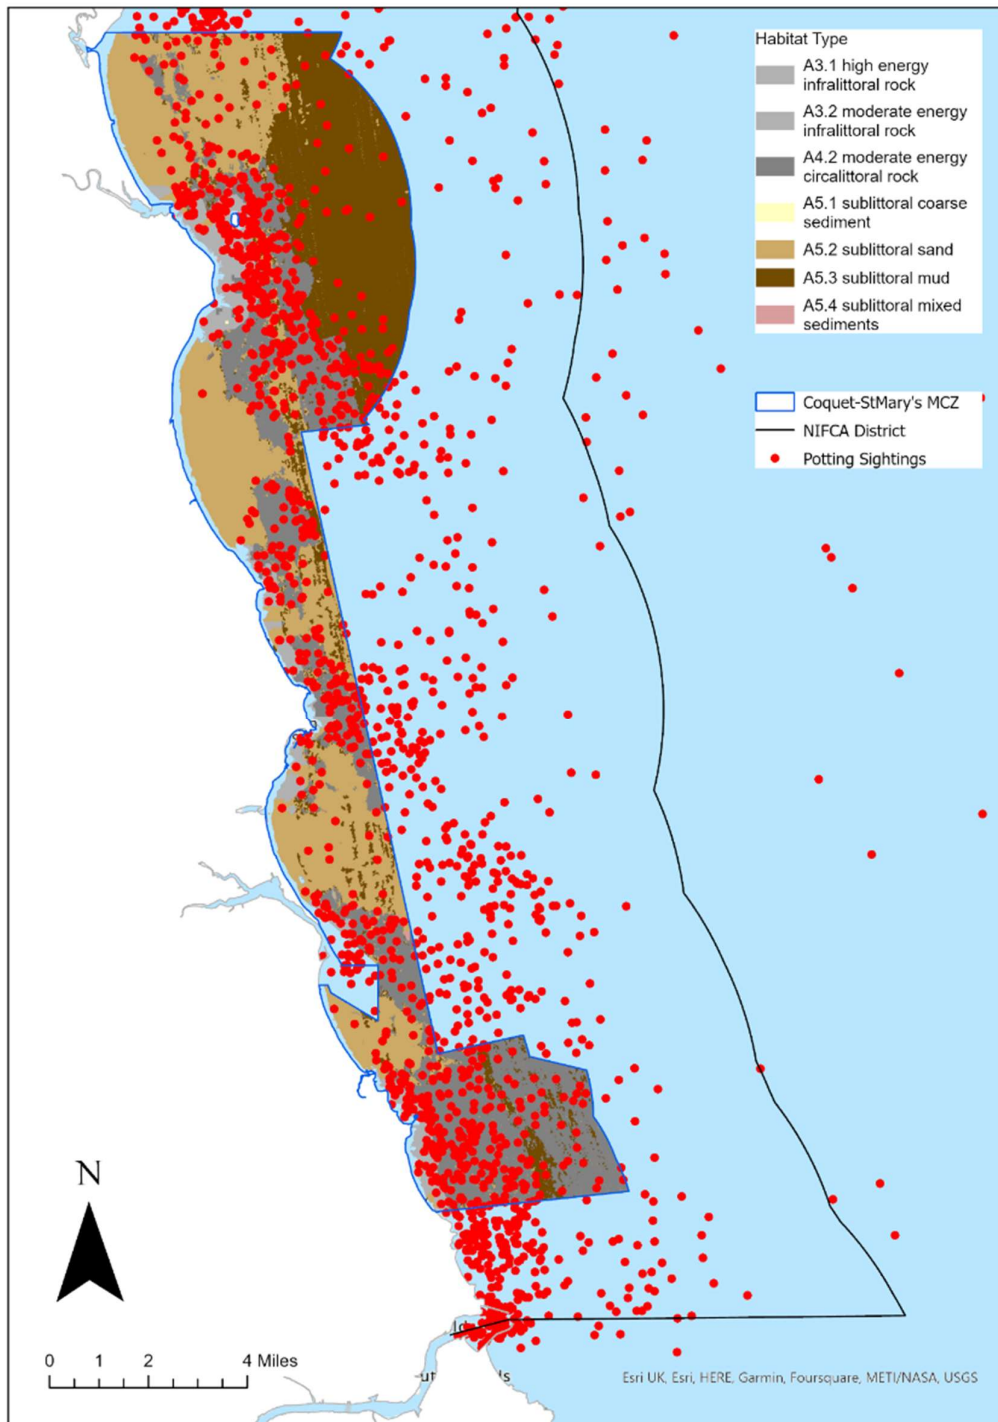 Habitat Type
A3.1 high energy
infralittoral rock
A3.2 moderate energy
infralittoral rock
A4.2 moderate energy
circalittoral rock
A5.1 sublittoral coarse
sediment
A5.2 sublittoral sand
A5.3 sublittoral mud
A5.4 sublittoral mixed
sediments
Coquet-StMary's MCZ
NIFCA District
Potting Sightings
N
0 1 2 4 Miles
Esri UK, Esri, HERE, Garmin, Foursquare, METI/NASA, USGS